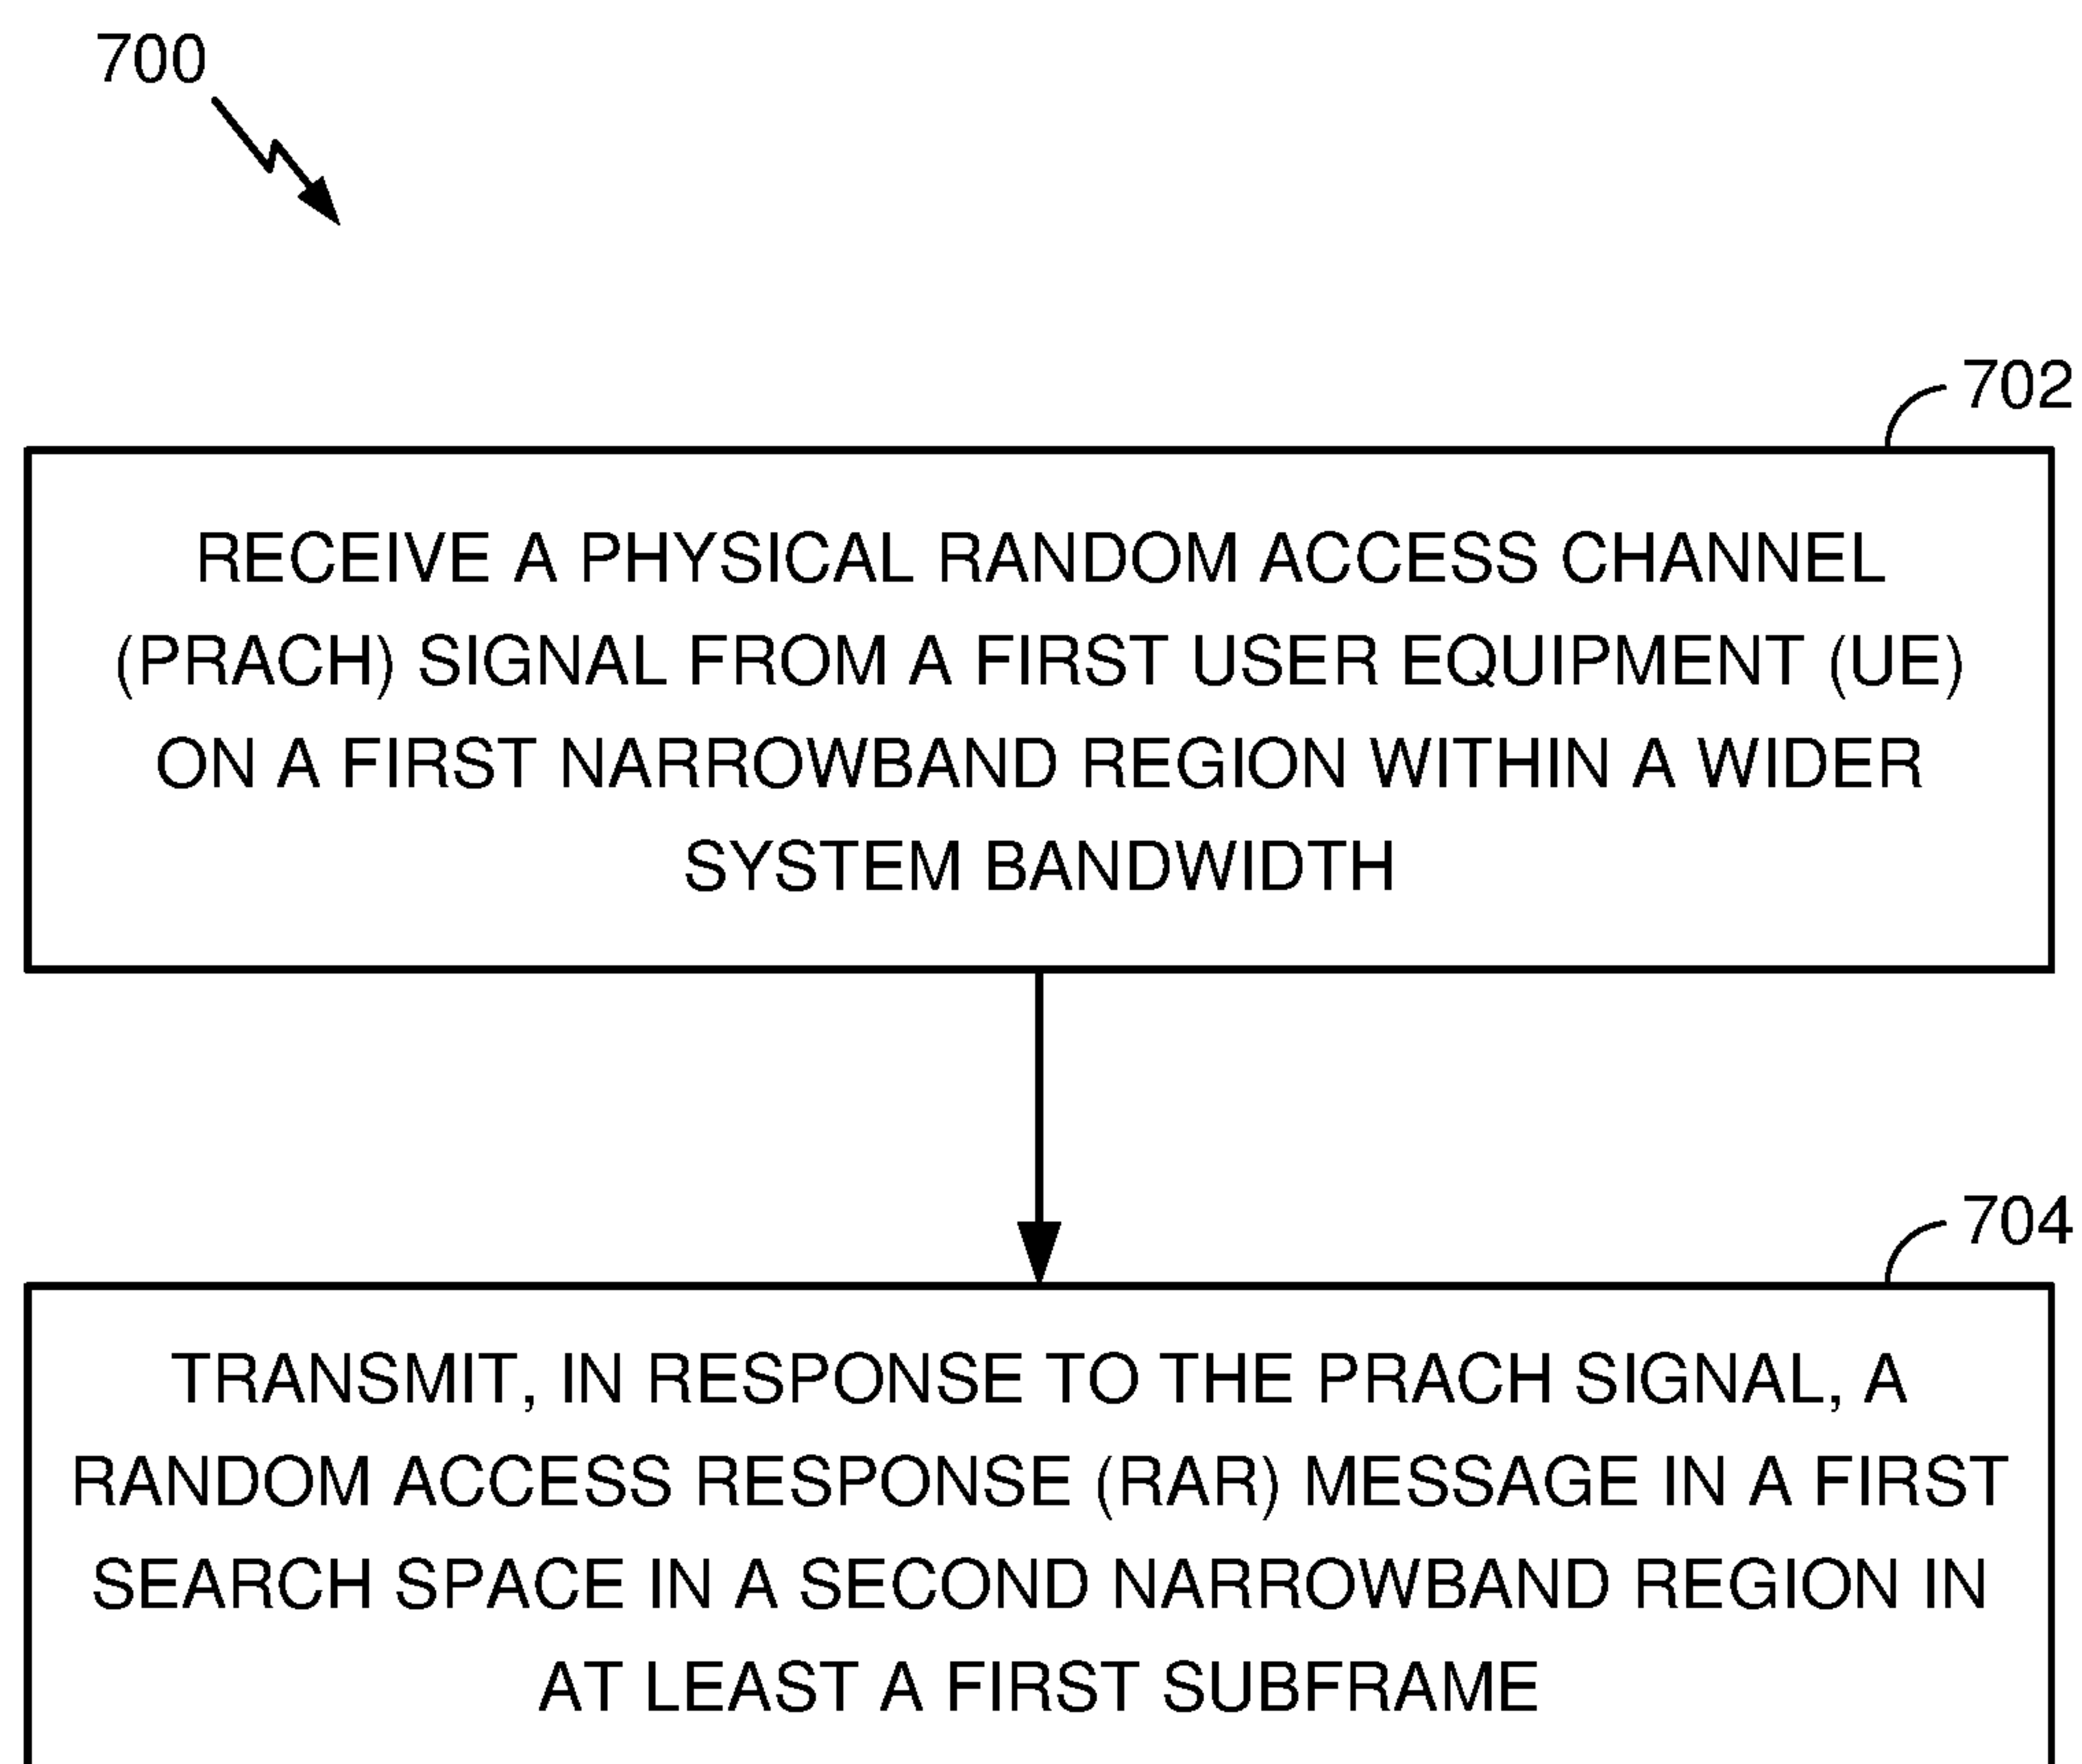 700
702
RECEIVE A PHYSICAL RANDOM ACCESS CHANNEL
(PRACH) SIGNAL FROM A FIRST USER EQUIPMENT (UE)
ON A FIRST NARROWBAND REGION WITHIN A WIDER
SYSTEM BANDWIDTH
704
TRANSMIT, IN RESPONSE TO THE PRACH SIGNAL, A
RANDOM ACCESS RESPONSE (RAR) MESSAGE IN A FIRST
SEARCH SPACE IN A SECOND NARROWBAND REGION IN
AT LEAST A FIRST SUBFRAME